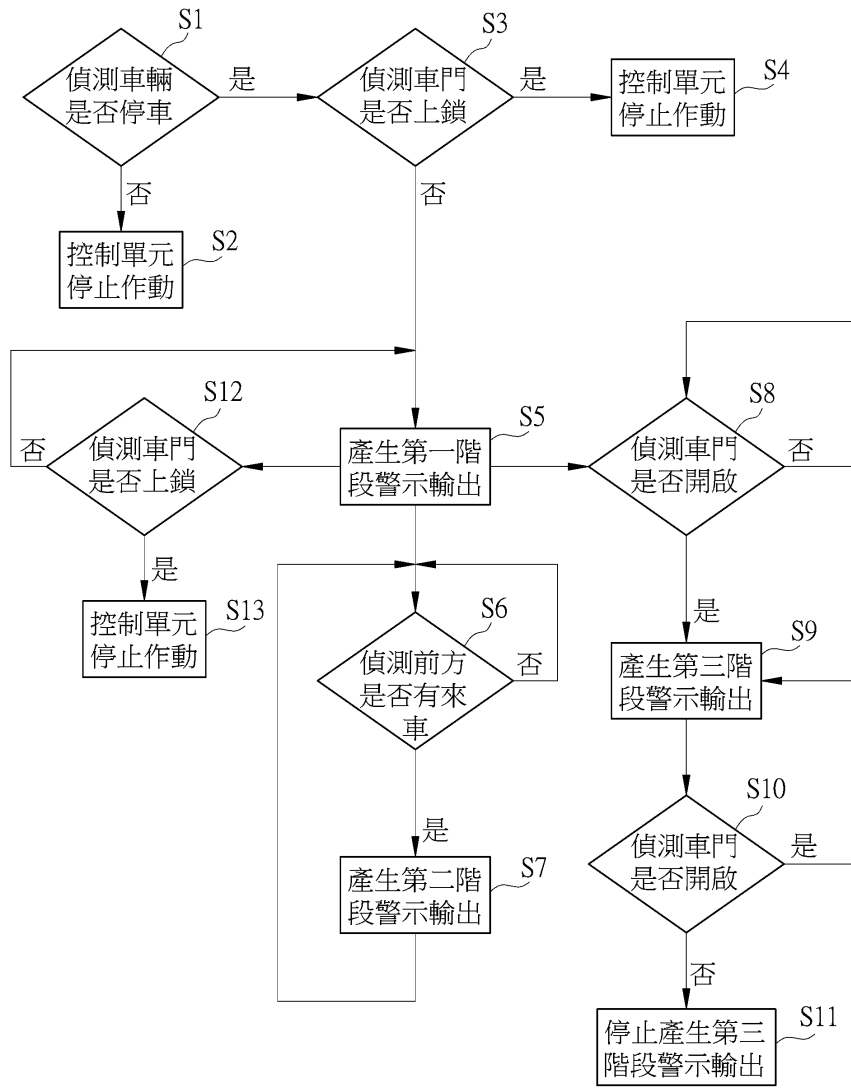 S1
偵測車輛
是否停車
是
否
S3
偵測車門
是否上鎖
是
否
S4
控制單元
停止作動
S2
控制單元
停止作動
S12
偵測車門
是否上鎖
否
是
S5
產生第一階
段警示輸出
S8
偵測車門
是否開啟
否
是
S13
控制單元
停止作動
S6
偵測前方
是否有來
車
否
是
S9
產生第三階
段警示輸出
S7
產生第二階
段警示輸出
S10
偵測車門
是否開啟
是
否
S11
停止產生第三
階段警示輸出